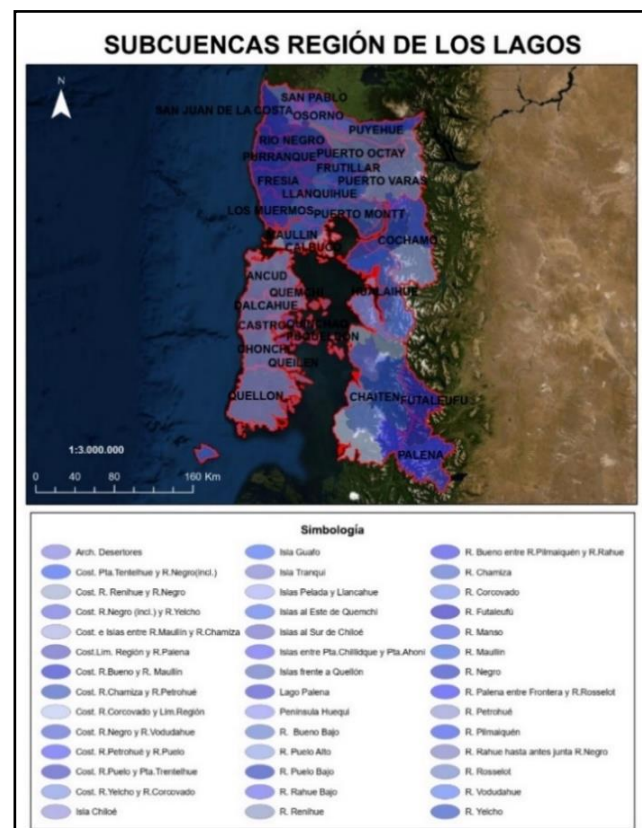 SUBCUENCAS REGIÓN DE LOS LAGOS
N
SAN PABLO
SAN JUAN DE LA COSTA
OSORNO
PUYEHUE
RIO NEGRO
PURRANQUE
PUERTO OCTAY
FRUTILLAR
FRESIA
PUERTO VARAS
LLANQUIHUE
LOS MUERMOS
PUERTO MONTT
MAULLIN
COCHAMO
CALBUCO
ANCUD
QUEMCHI
HUALAIHUE
DALCAHUE
CASTRO
QUINCHAO
PUQUELDON
CHONCHI
QUEILEN
QUELLON
CHAITEN
FUTALEUFU
PALENA
1:3.000.000
0 40 80 160 Km
Simbología
Arch. Desertores
Cost. Pta.Tentelhue y R.Negro(incl.)
Cost. R. Renihue y R.Negro
Cost. R.Negro (incl.) y R.Yelcho
Cost. e Islas entre R.Maullín y R.Chamiza
Cost.Lím. Región y R.Palena
Cost. R.Bueno y R. Maullín
Cost. R.Chamiza y R.Petrohué
Cost. R.Corcovado y Lím.Región
Cost. R.Negro y R.Vodudahue
Cost. R.Petrohué y R.Puelo
Cost. R.Puelo y Pta.Trentelhue
Cost. R.Yelcho y R.Corcovado
Isla Chiloé
Isla Guafo
Isla Tranqui
Islas Pelada y Llancahue
Islas al Este de Quemchi
Islas al Sur de Chiloé
Islas entre Pta.Chillidque y Pta.Ahoni
Islas frente a Quellón
Lago Palena
Península Huequi
R. Bueno Bajo
R. Puelo Alto
R. Puelo Bajo
R. Rahue Bajo
R. Renihue
R. Bueno entre R.Pilmaiquén y R.Rahue
R. Chamiza
R. Corcovado
R. Futaleufú
R. Manso
R. Maullín
R. Negro
R. Palena entre Frontera y R.Rosselot
R. Petrohué
R. Pilmaiquén
R. Rahue hasta antes junta R.Negro
R. Rosselot
R. Vodudahue
R. Yelcho